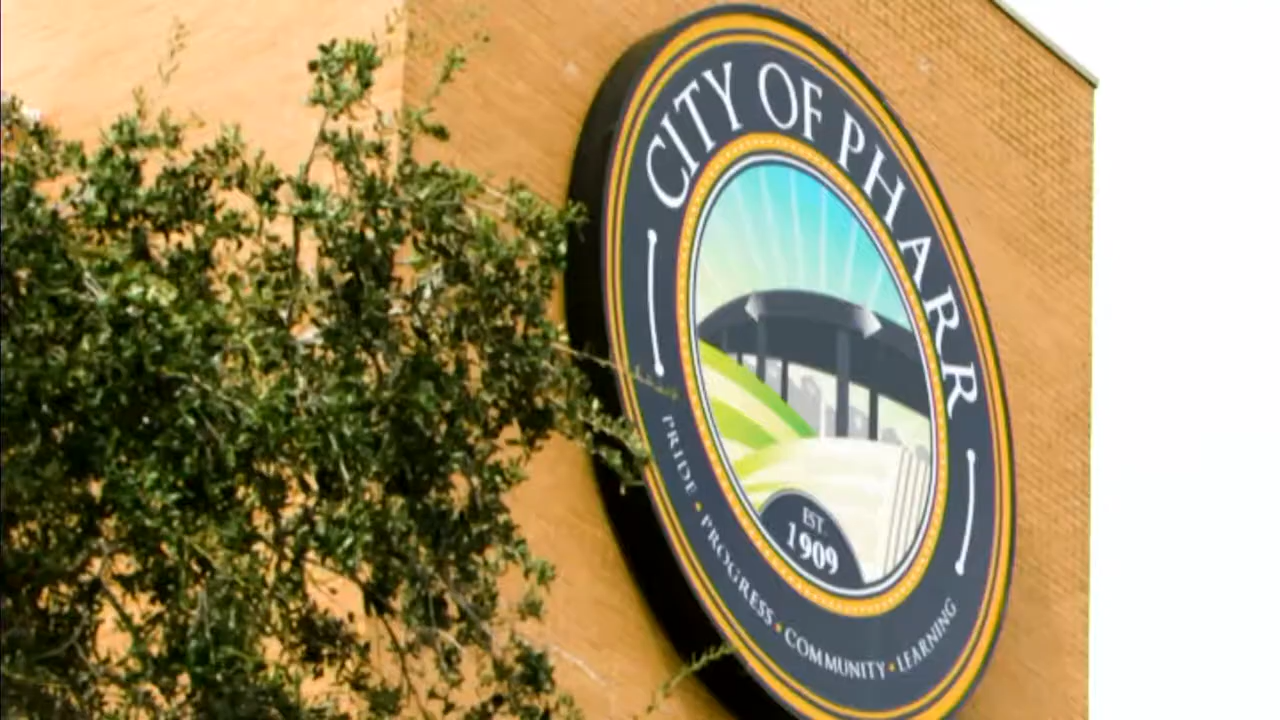 CITY OF PHARR
EST.
1909
PRIDE • PROGRESS • COMMUNITY • LEARNING